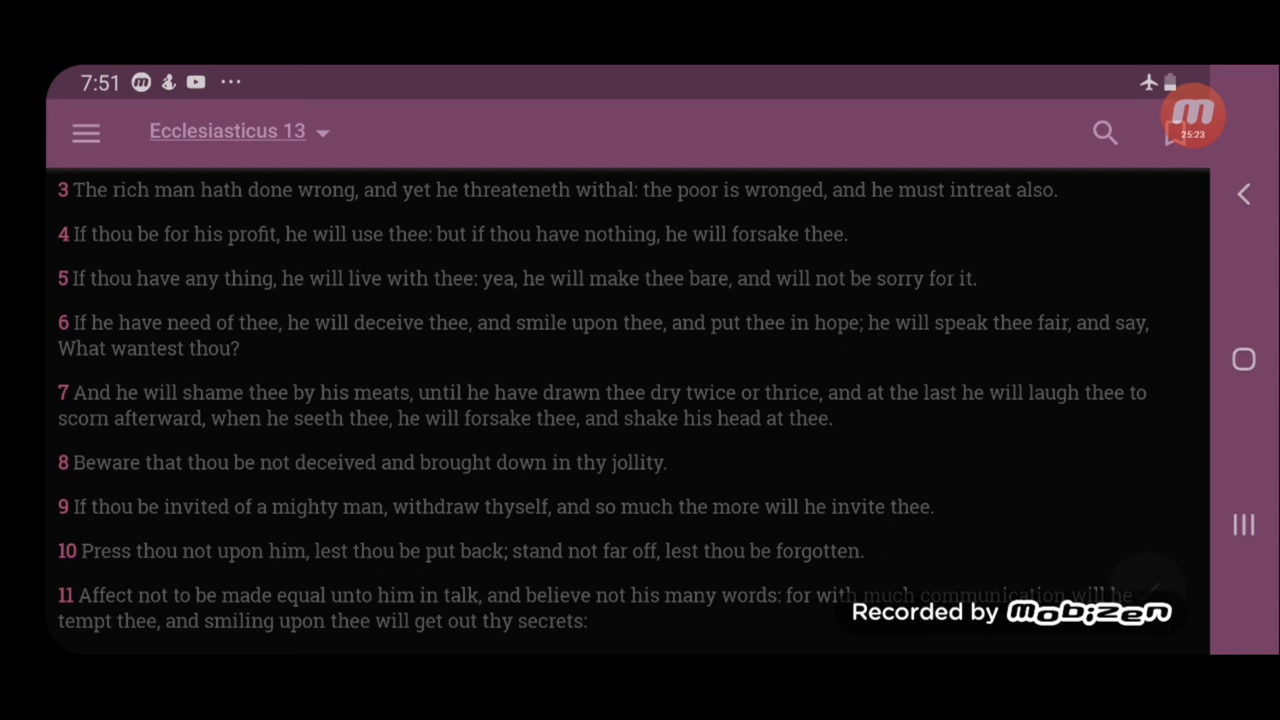 7:51
25:23
Ecclesiasticus 13
3 The rich man hath done wrong, and yet he threateneth withal: the poor is wronged, and he must intreat also.
4 If thou be for his profit, he will use thee: but if thou have nothing, he will forsake thee.
5 If thou have any thing, he will live with thee: yea, he will make thee bare, and will not be sorry for it.
6 If he have need of thee, he will deceive thee, and smile upon thee, and put thee in hope; he will speak thee fair, and say,
What wantest thou?
7 And he will shame thee by his meats, until he have drawn thee dry twice or thrice, and at the last he will laugh thee to
scorn afterward, when he seeth thee, he will forsake thee, and shake his head at thee.
8 Beware that thou be not deceived and brought down in thy jollity.
9 If thou be invited of a mighty man, withdraw thyself, and so much the more will he invite thee.
10 Press thou not upon him, lest thou be put back; stand not far off, lest thou be forgotten.
11 Affect not to be made equal unto him in talk, and believe not his many words: for with much communication will he
tempt thee, and smiling upon thee will get out thy secrets:
Recorded by mobizen